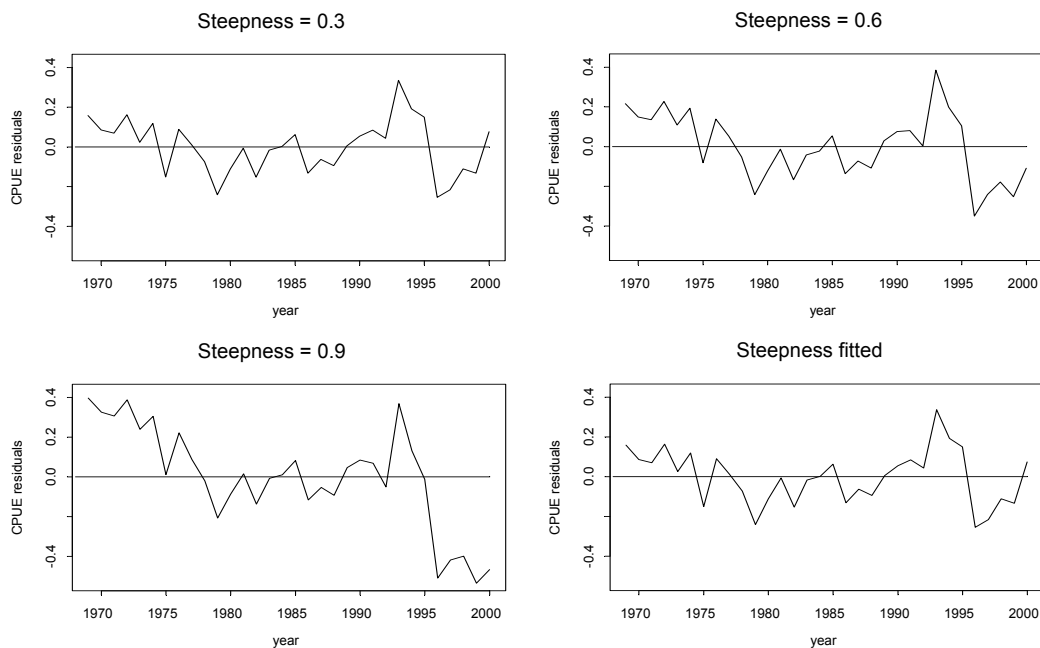 Steepness = 0.3
CPUE residuals
0.4
0.2
0.0
-0.4
1970 1975 1980 1985 1990 1995 2000
year
Steepness = 0.6
CPUE residuals
0.4
0.2
0.0
-0.4
1970 1975 1980 1985 1990 1995 2000
year
Steepness = 0.9
CPUE residuals
0.4
0.2
0.0
-0.4
1970 1975 1980 1985 1990 1995 2000
year
Steepness fitted
CPUE residuals
0.4
0.2
0.0
-0.4
1970 1975 1980 1985 1990 1995 2000
year